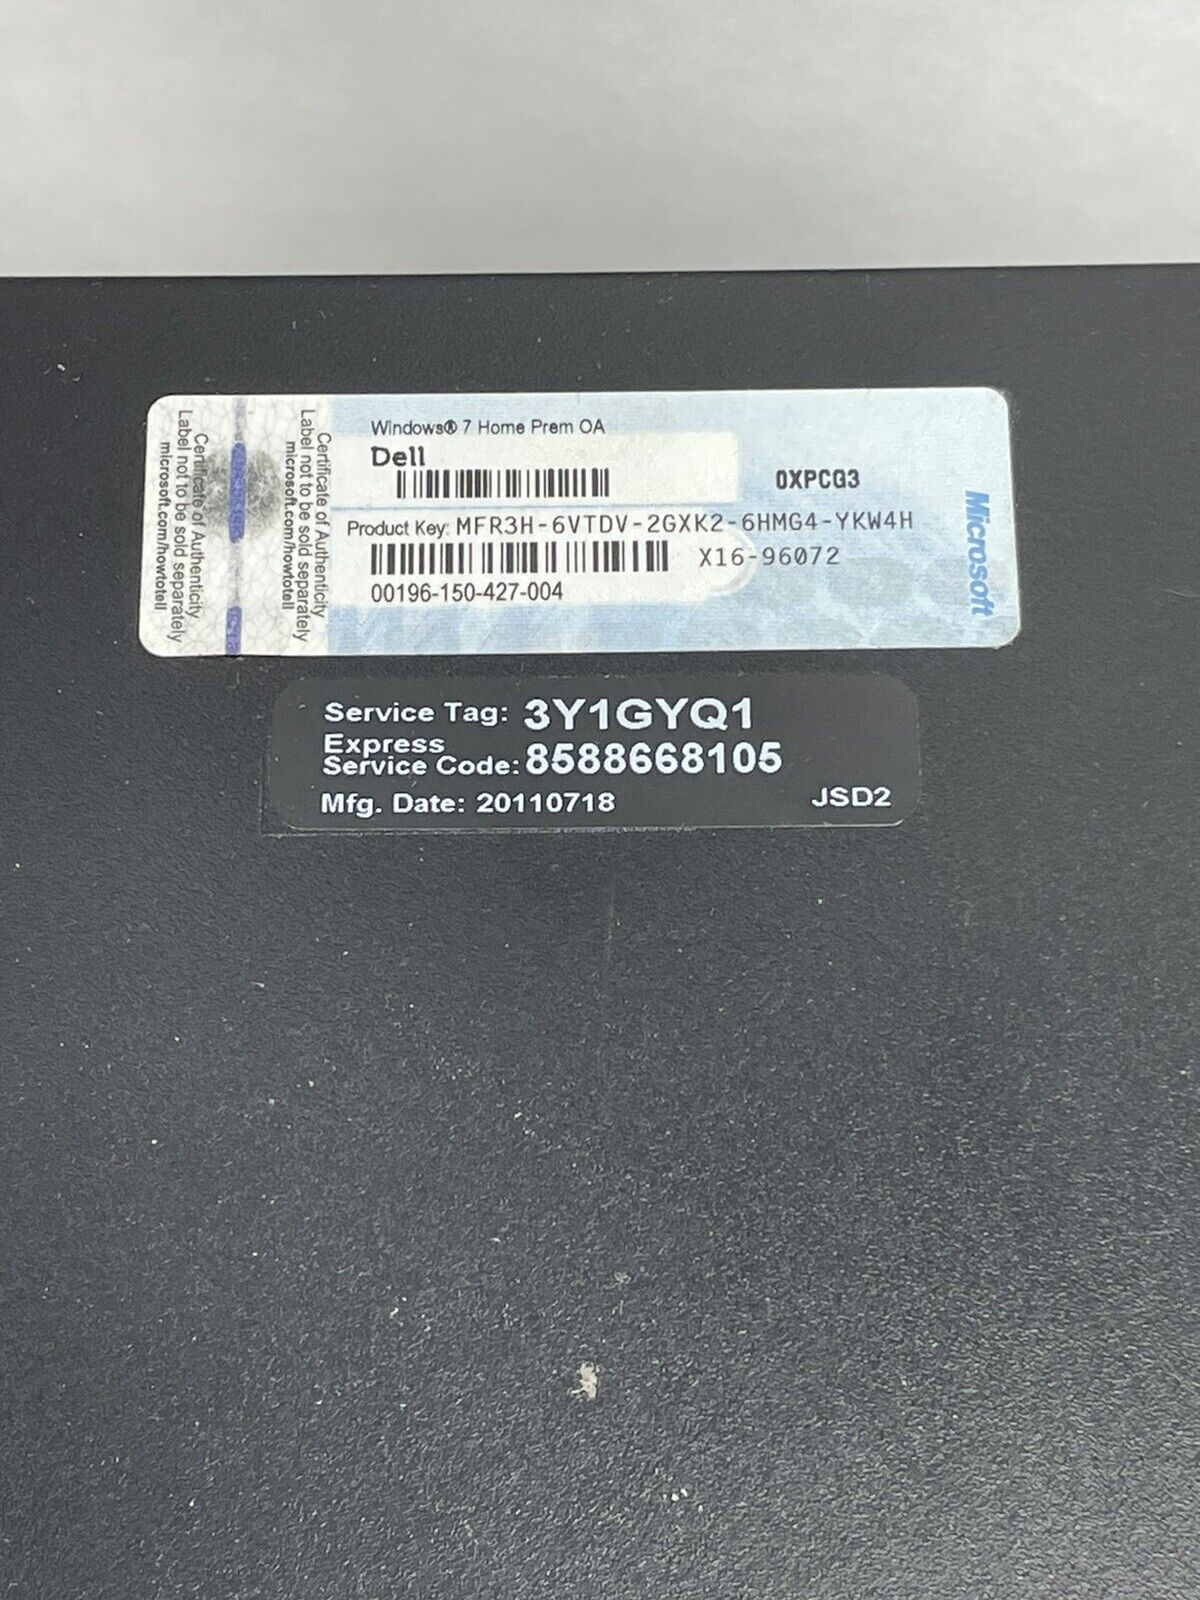 Certificate of Authenticity
Label not to be sold separately
microsoft.com/howtotell
Certificate of Authenticity
Label not to be sold separately
microsoft.com/howtotell
Windows® 7 Home Prem OA
Dell
0XPCG3
Product Key: MFR3H-6VTDV-2GXK2-6HMG4-YKW4H
X16-96072
00196-150-427-004
Microsoft
Service Tag: 3Y1GYQ1
Express
Service Code: 8588668105
Mfg. Date: 20110718 JSD2